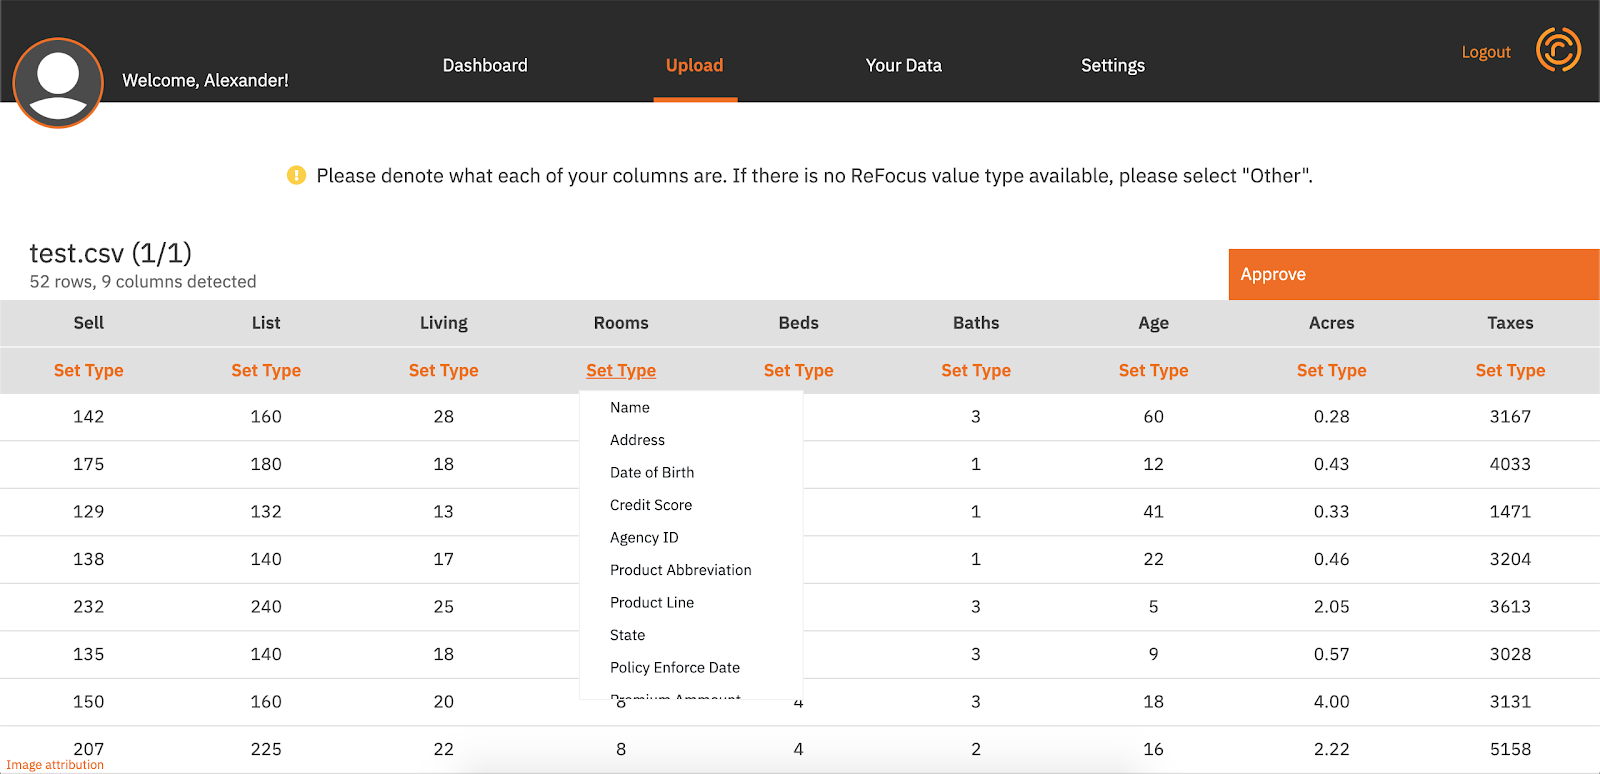 Welcome, Alexander!
Dashboard
Upload
Your Data
Settings
Logout
Please denote what each of your columns are. If there is no ReFocus value type available, please select "Other".
test.csv (1/1)
52 rows, 9 columns detected
Approve
Sell List Living Rooms Beds Baths Age Acres Taxes
Set Type Set Type Set Type Set Type Set Type Set Type Set Type Set Type Set Type
142 160 28 3 60 0.28 3167
175 180 18 1 12 0.43 4033
129 132 13 1 41 0.33 1471
138 140 17 1 22 0.46 3204
232 240 25 3 5 2.05 3613
135 140 18 3 9 0.57 3028
150 160 20 8 4 3 18 4.00 3131
207 225 22 8 4 2 16 2.22 5158
Name
Address
Date of Birth
Credit Score
Agency ID
Product Abbreviation
Product Line
State
Policy Enforce Date
Premium Ammount
Image attribution